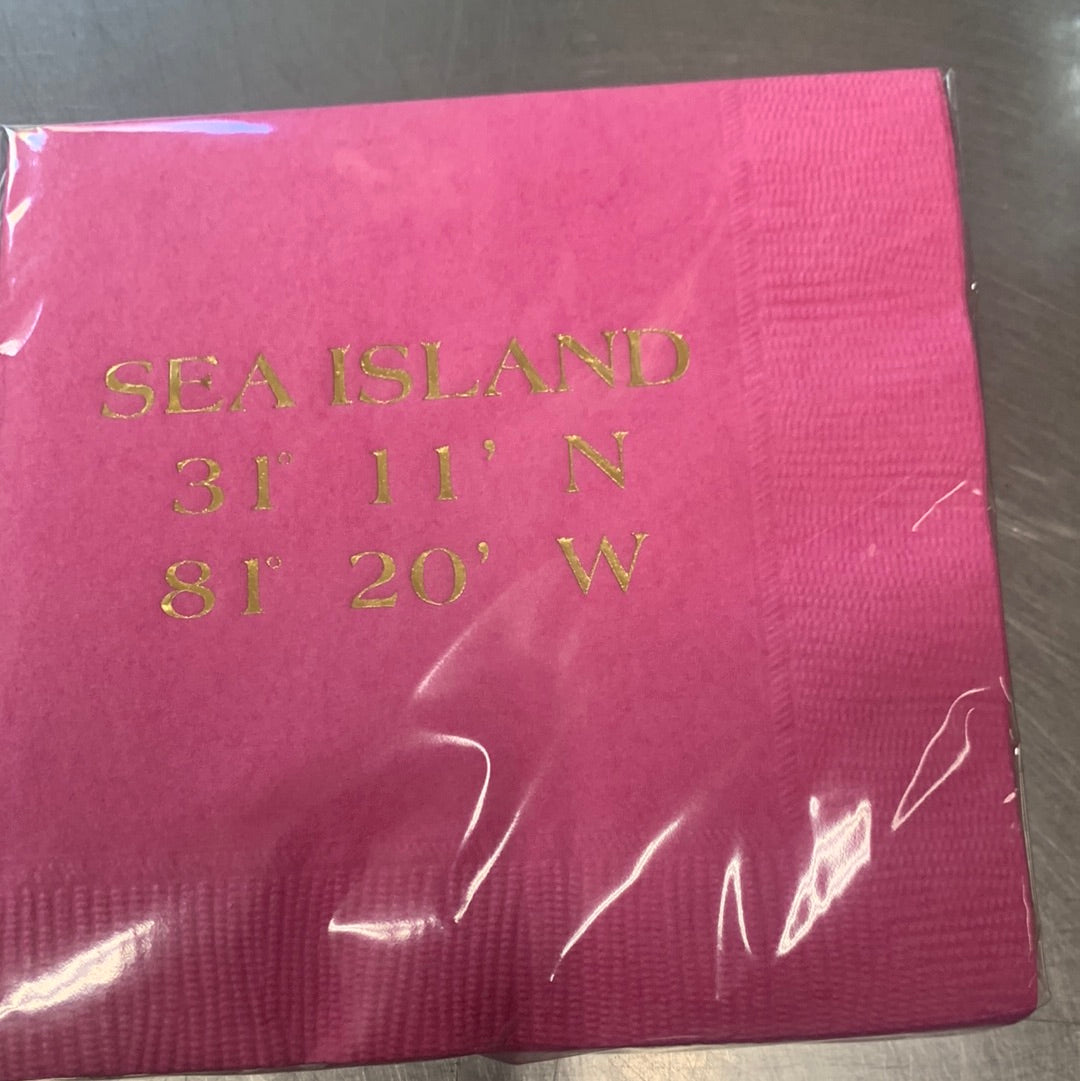 SEA ISLAND
31° 11’ N
81° 20’ W